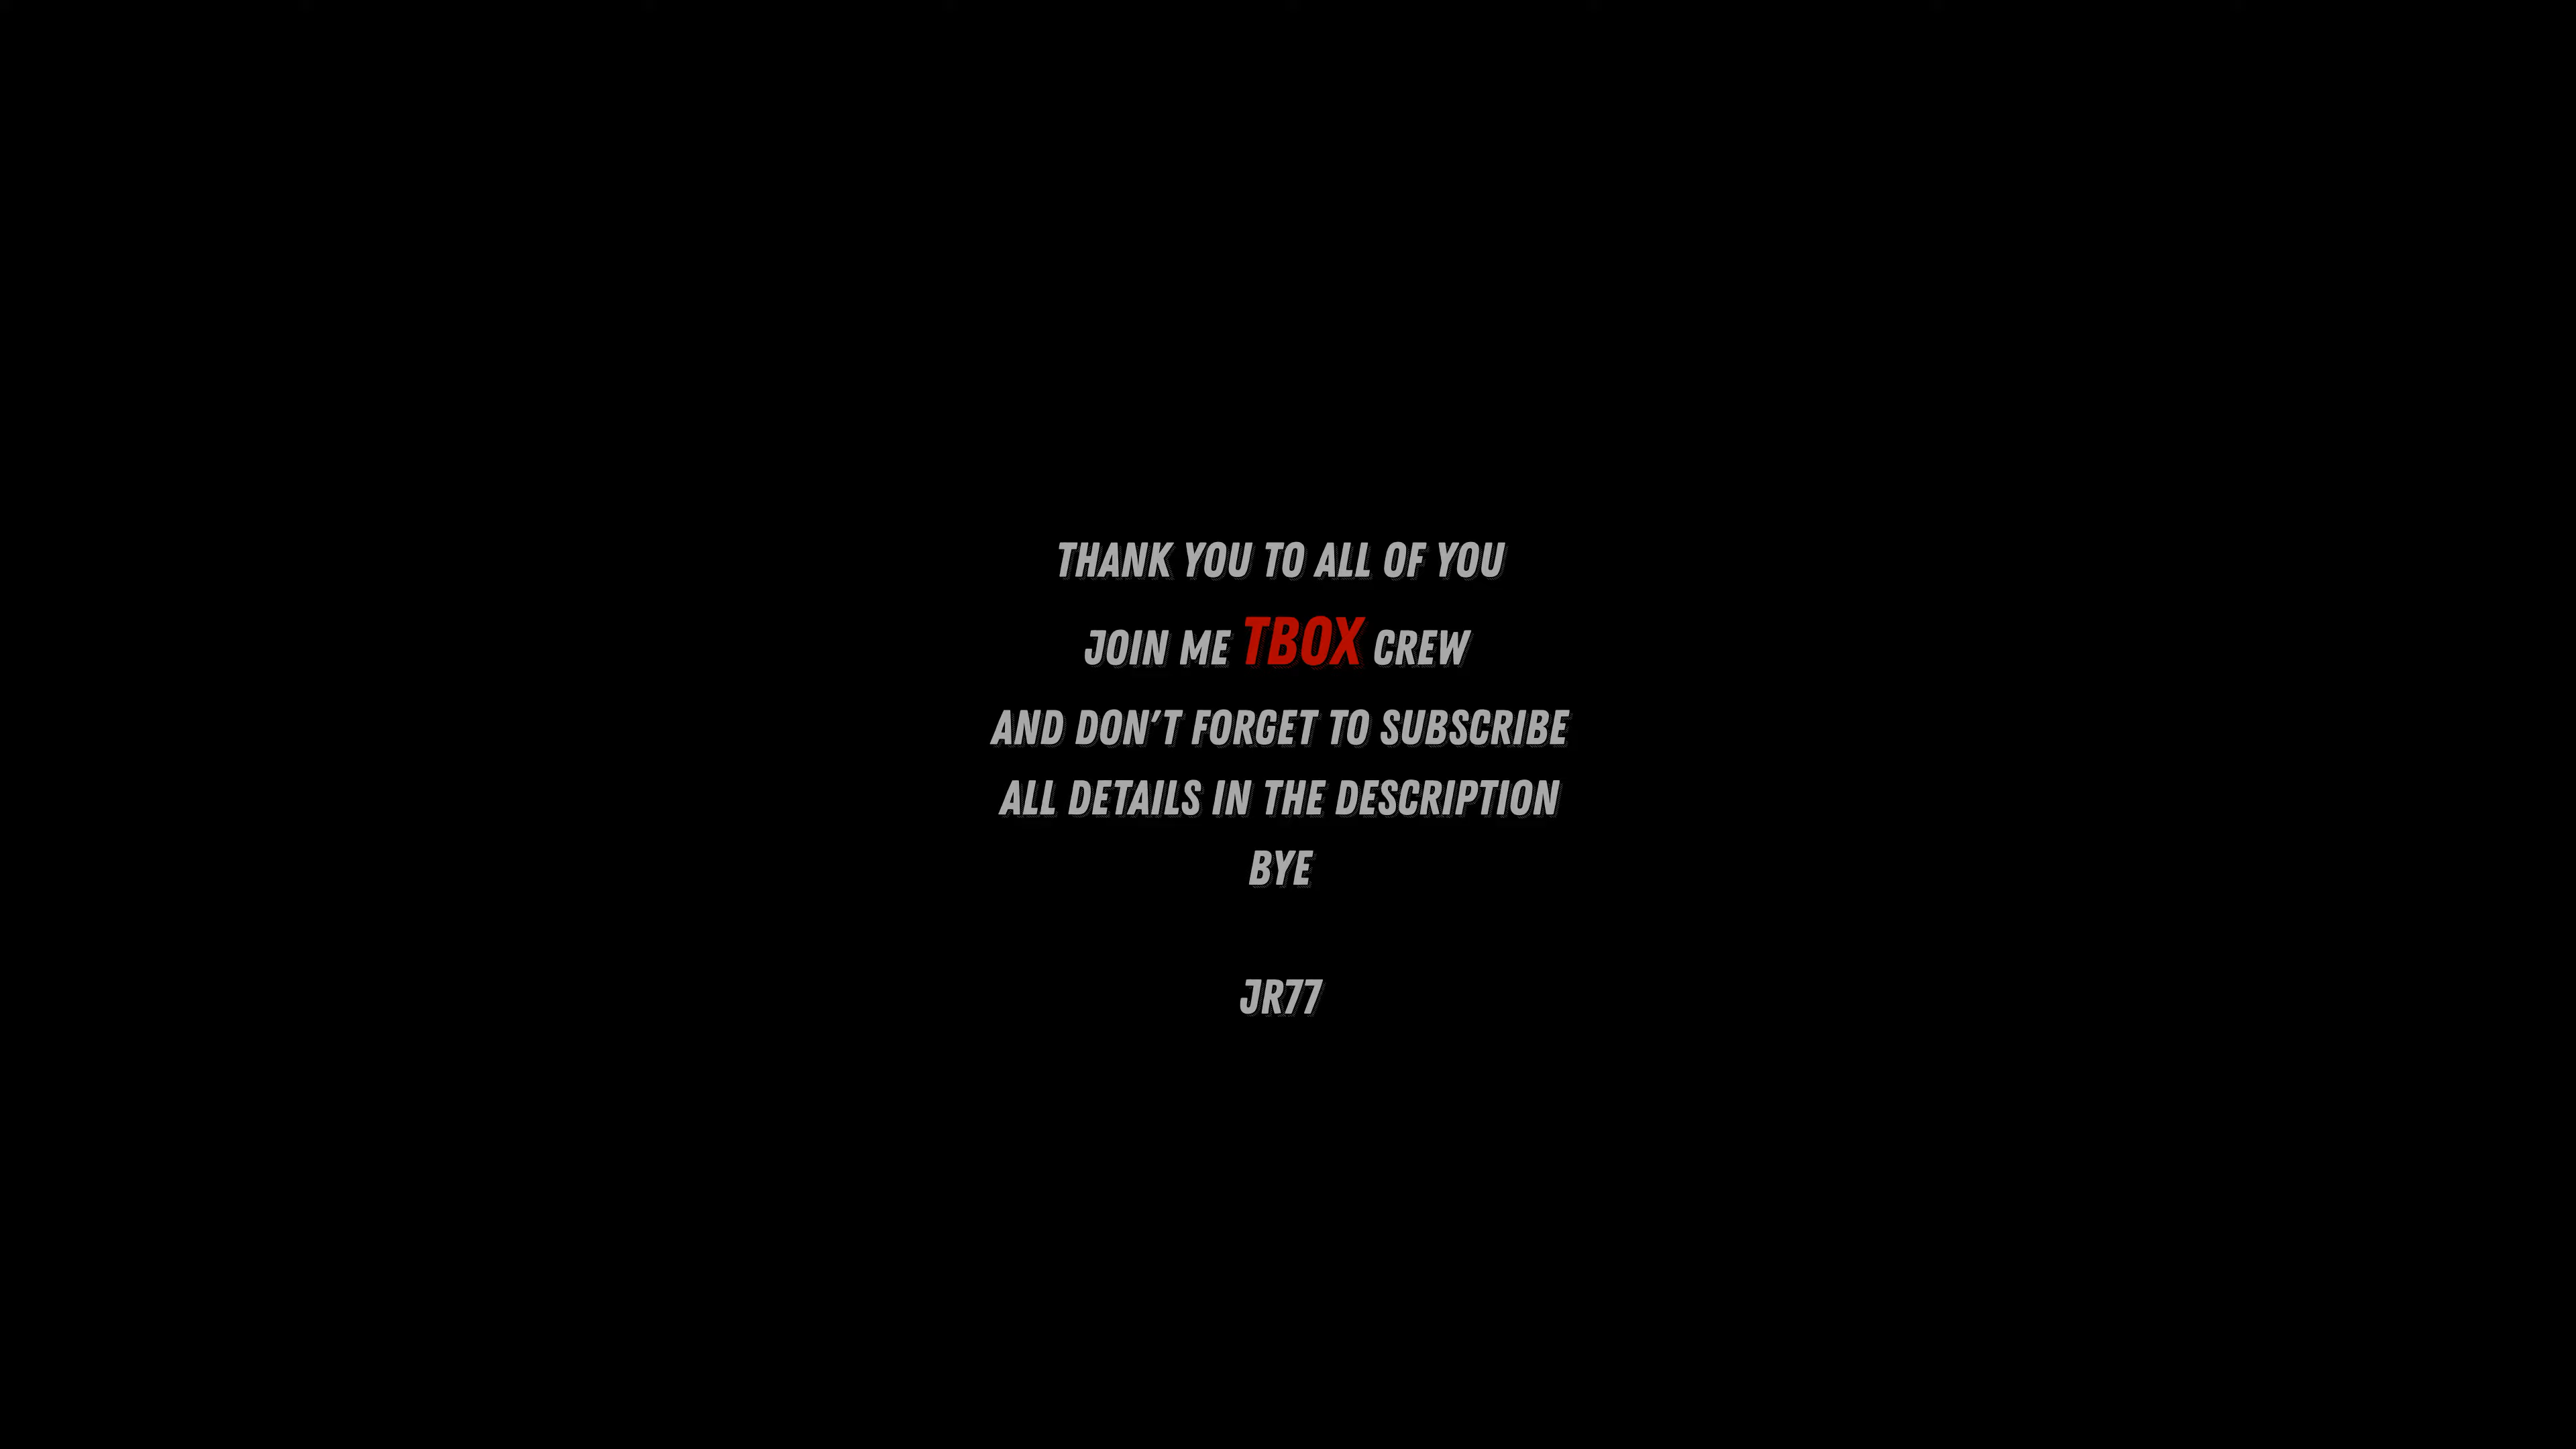 THANK YOU TO ALL OF YOU
JOIN ME TBOX CREW
AND DON'T FORGET TO SUBSCRIBE
ALL DETAILS IN THE DESCRIPTION
BYE
JR77